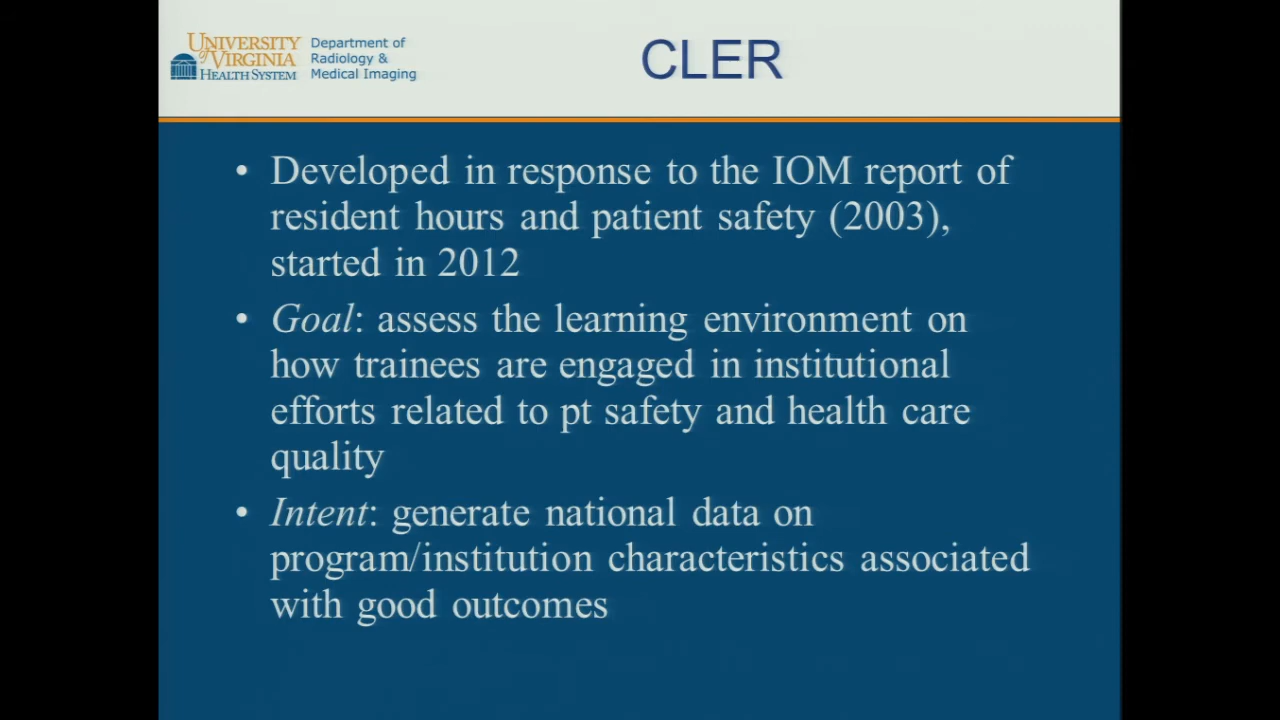 UNIVERSITY
of VIRGINIA
HEALTH SYSTEM
Department of
Radiology &
Medical Imaging
CLER
• Developed in response to the IOM report of
resident hours and patient safety (2003),
started in 2012
• Goal: assess the learning environment on
how trainees are engaged in institutional
efforts related to pt safety and health care
quality
• Intent: generate national data on
program/institution characteristics associated
with good outcomes